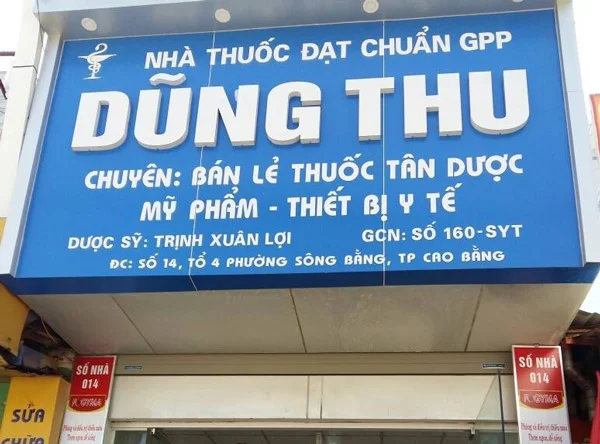 NHÀ THUỐC ĐẠT CHUẨN GPP
DŨNG THU
CHUYÊN: BÁN LẺ THUỐC TÂN DƯỢC
MỸ PHẨM - THIẾT BỊ Y TẾ
DƯỢC SỸ: TRỊNH XUÂN LỢI GCN: SỐ 160-SYT
ĐC: SỐ 14, TỔ 4 PHƯỜNG SÔNG BẰNG, TP CAO BẰNG
SỐ NHÀ
014
SỐ NHÀ
014
SỬA
CHỮA